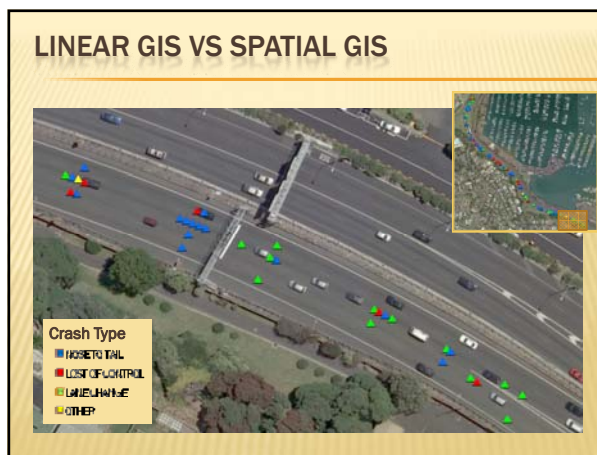 LINEAR GIS VS SPATIAL GIS
Crash Type
NOSE TO TAIL
LOST OF CONTROL
LANE CHANGE
OTHER